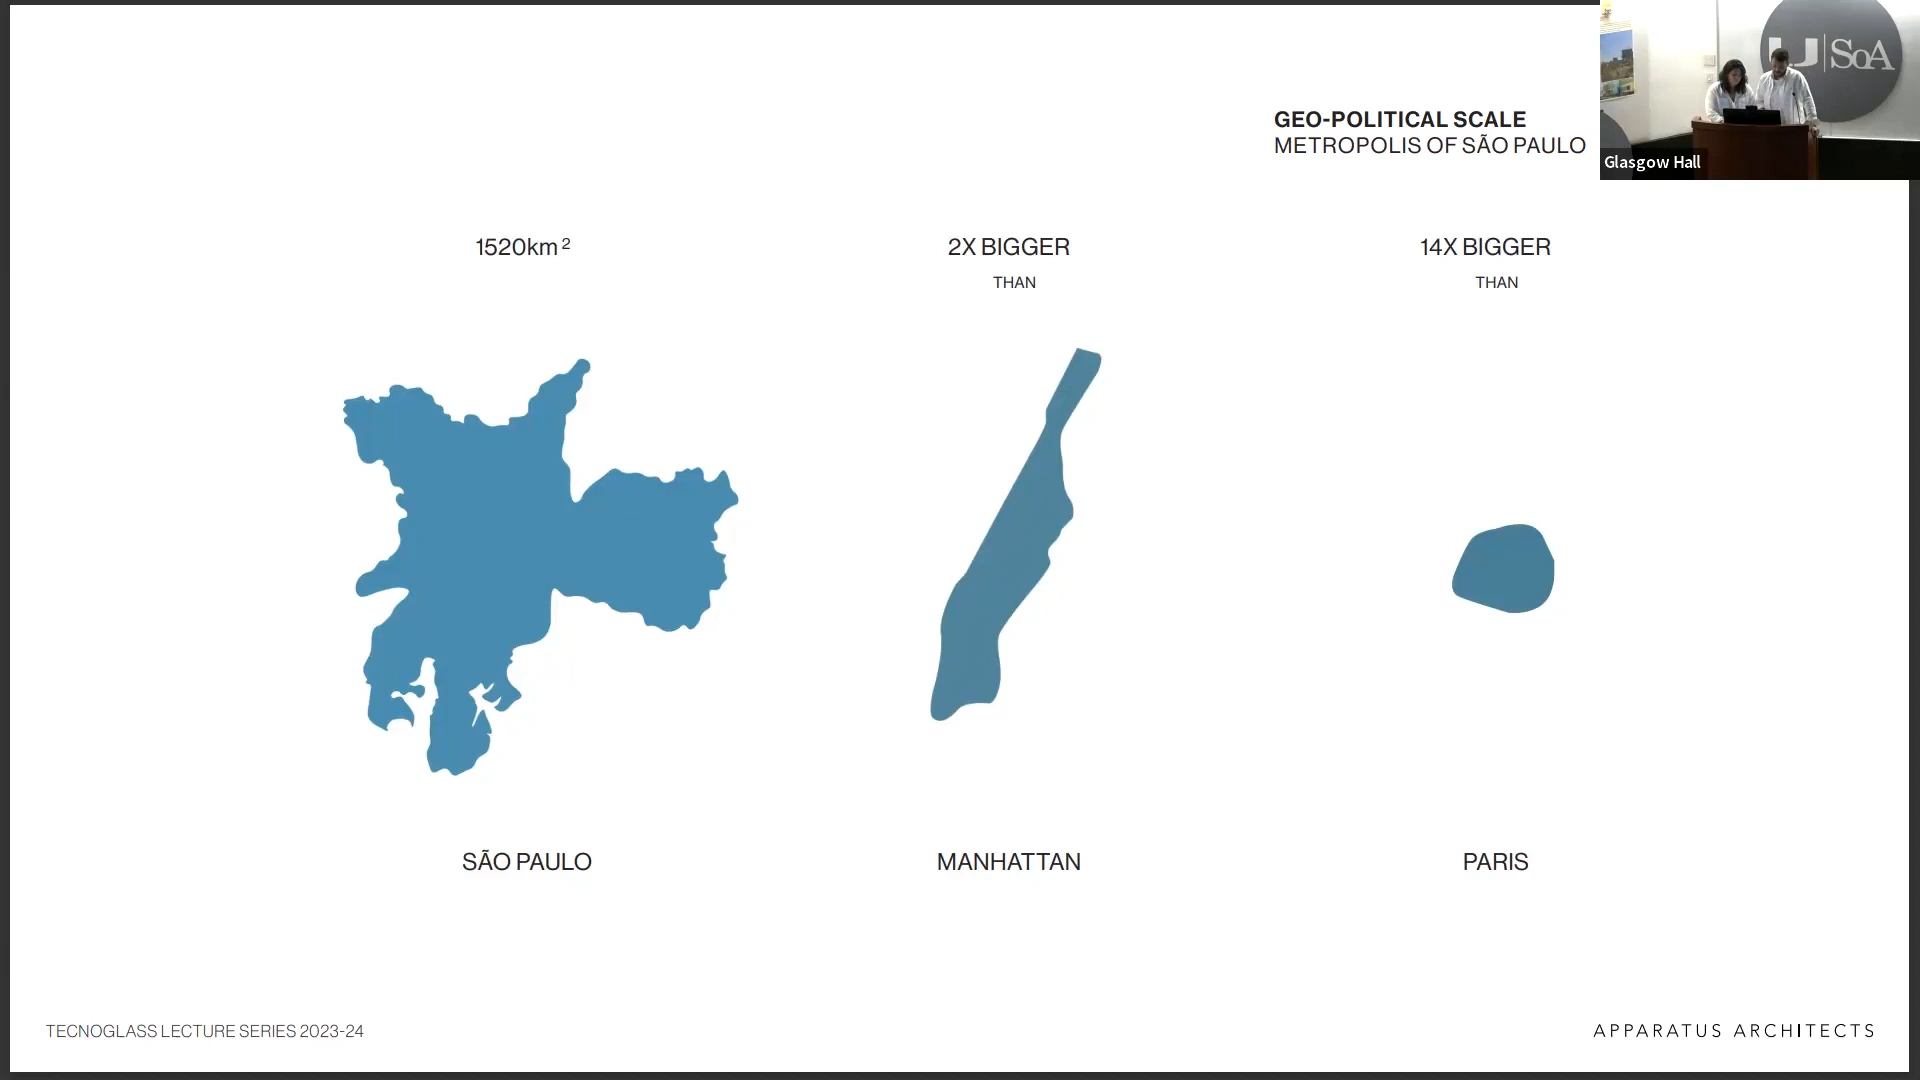 GEO-POLITICAL SCALE
METROPOLIS OF SÃO PAULO
U|SoA
Glasgow Hall
1520km²
2X BIGGER
THAN
14X BIGGER
THAN
SÃO PAULO
MANHATTAN
PARIS
TECNOGLASS LECTURE SERIES 2023-24
APPARATUS ARCHITECTS